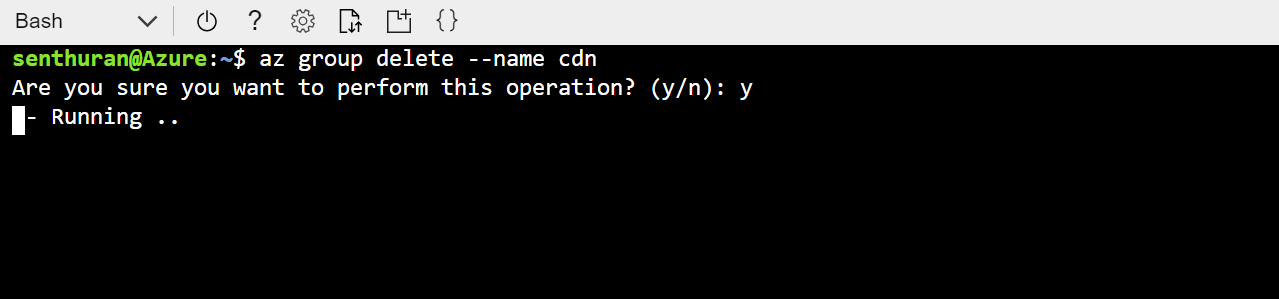 Bash
senthuran@Azure:~$ az group delete --name cdn
Are you sure you want to perform this operation? (y/n): y
- Running ..